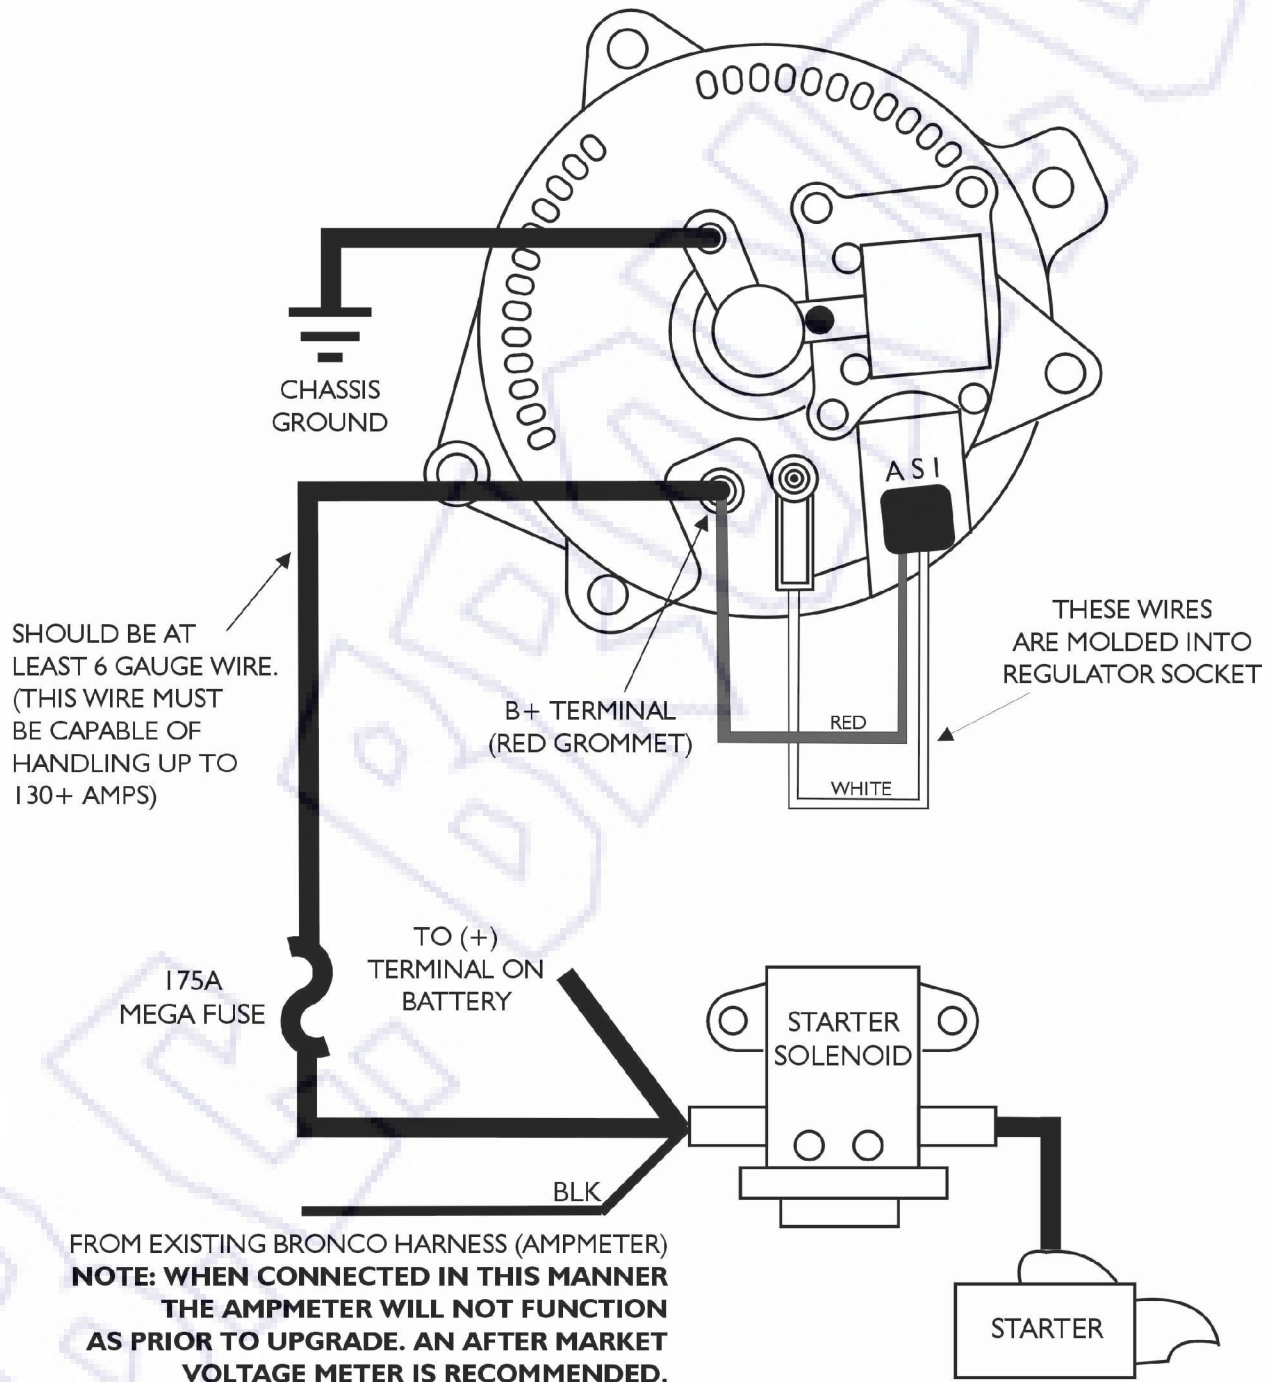 CHASSIS
GROUND
A S I
SHOULD BE AT
LEAST 6 GAUGE WIRE.
(THIS WIRE MUST
BE CAPABLE OF
HANDLING UP TO
130+ AMPS)
B+ TERMINAL
(RED GROMMET)
THESE WIRES
ARE MOLDED INTO
REGULATOR SOCKET
RED
WHITE
175A
MEGA FUSE
TO (+)
TERMINAL ON
BATTERY
STARTER
SOLENOID
BLK
FROM EXISTING BRONCO HARNESS (AMPMETER)
NOTE: WHEN CONNECTED IN THIS MANNER
THE AMPMETER WILL NOT FUNCTION
AS PRIOR TO UPGRADE. AN AFTER MARKET
VOLTAGE METER IS RECOMMENDED.
STARTER